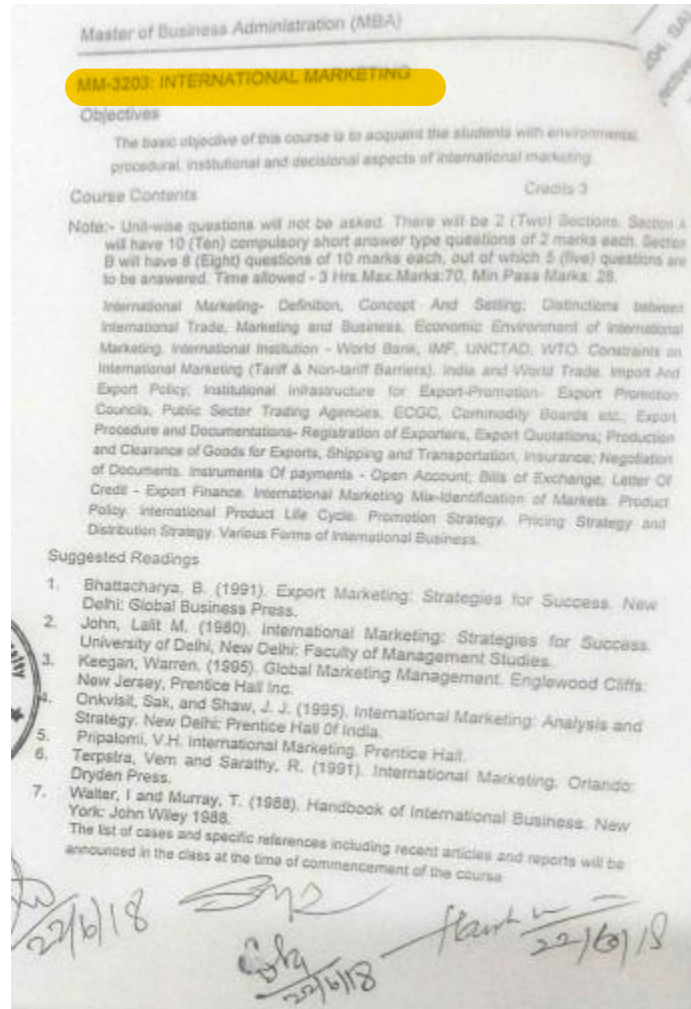 Master of Business Administration (MBA)
204: SAL
MM-3203: INTERNATIONAL MARKETING
Objectives
The basic objective of this course is to acquaint the students with environmental,
procedural, institutional and decisional aspects of international marketing.
Course Contents Credits 3
Note:- Unit-wise questions will not be asked. There will be 2 (Two) Sections. Section A
will have 10 (Ten) compulsory short answer type questions of 2 marks each. Section
B will have 8 (Eight) questions of 10 marks each, out of which 5 (five) questions are
to be answered. Time allowed - 3 Hrs.Max.Marks:70, Min.Pass Marks: 28.
International Marketing- Definition, Concept And Setting; Distinctions between
International Trade, Marketing and Business. Economic Environment of International
Marketing. International Institution - World Bank, IMF, UNCTAD, WTO. Constraints on
International Marketing (Tariff & Non-tariff Barriers). India and World Trade. Import And
Export Policy; Institutional Infrastructure for Export-Promotion- Export Promotion
Councils, Public Sector Trading Agencies, ECGC, Commodity Boards etc.; Export
Procedure and Documentations- Registration of Exporters, Export Quotations; Production
and Clearance of Goods for Exports, Shipping and Transportation, Insurance; Negotiation
of Documents. Instruments Of payments - Open Account, Bills of Exchange; Letter Of
Credit - Export Finance. International Marketing Mix-Identification of Markets. Product
Policy. International Product Life Cycle. Promotion Strategy. Pricing Strategy and
Distribution Strategy. Various Forms of International Business.
Suggested Readings
1. Bhattacharya, B. (1991). Export Marketing: Strategies for Success. New
Delhi: Global Business Press.
2. John, Lalit M. (1980). International Marketing: Strategies for Success.
University of Delhi, New Delhi: Faculty of Management Studies.
3. Keegan, Warren. (1995). Global Marketing Management. Englewood Cliffs:
New Jersey, Prentice Hall Inc.
4. Onkvisit, Sak, and Shaw, J. J. (1995). International Marketing: Analysis and
Strategy. New Delhi: Prentice Hall 0f India.
5. Pripalomi, V.H. International Marketing. Prentice Hall.
6. Terpstra, Vern and Sarathy, R. (1991). International Marketing. Orlando:
Dryden Press.
7. Walter, I and Murray, T. (1988). Handbook of International Business. New
York: John Wiley 1988.
The list of cases and specific references including recent articles and reports will be
announced in the class at the time of commencement of the course
22/6/18
22/6/18
22/6/18